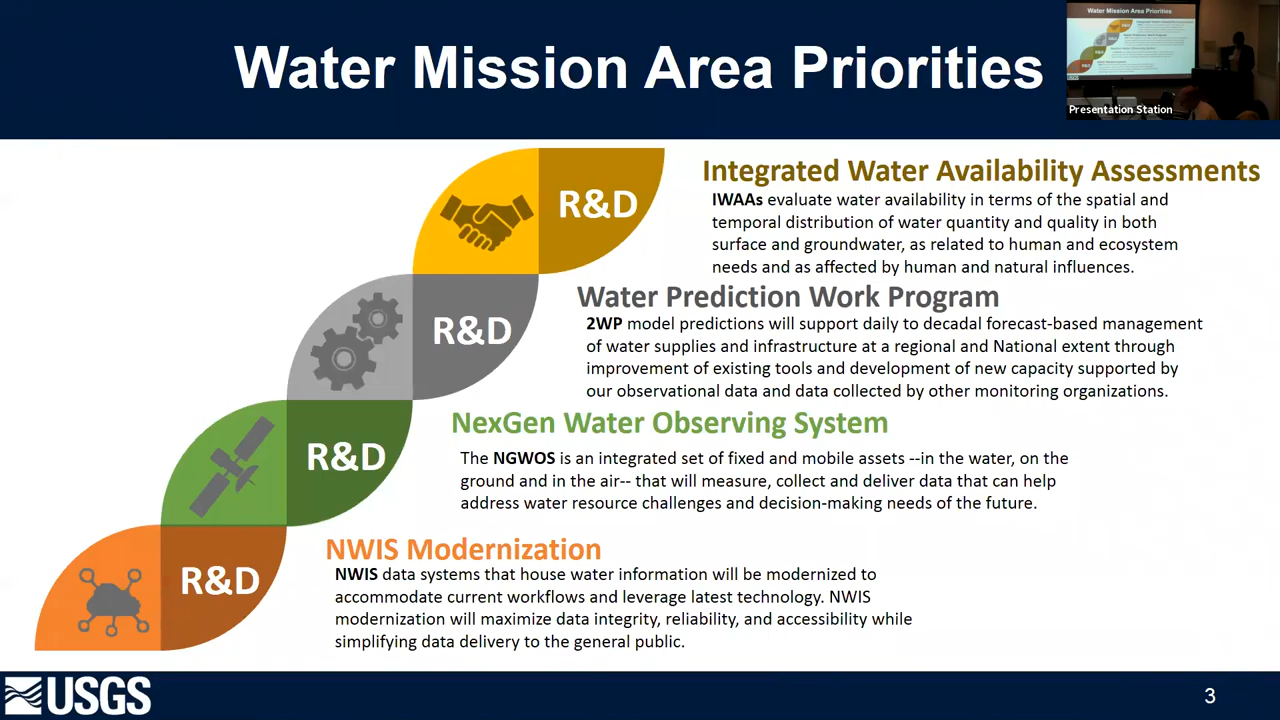 Water Mission Area Priorities
Water Mission Area Priorities
Presentation Station
R&D
Integrated Water Availability Assessments
IWAAs evaluate water availability in terms of the spatial and
temporal distribution of water quantity and quality in both
surface and groundwater, as related to human and ecosystem
needs and as affected by human and natural influences.
R&D
Water Prediction Work Program
2WP model predictions will support daily to decadal forecast-based management
of water supplies and infrastructure at a regional and National extent through
improvement of existing tools and development of new capacity supported by
our observational data and data collected by other monitoring organizations.
R&D
NexGen Water Observing System
The NGWOS is an integrated set of fixed and mobile assets --in the water, on the
ground and in the air-- that will measure, collect and deliver data that can help
address water resource challenges and decision-making needs of the future.
R&D
NWIS Modernization
NWIS data systems that house water information will be modernized to
accommodate current workflows and leverage latest technology. NWIS
modernization will maximize data integrity, reliability, and accessibility while
simplifying data delivery to the general public.
USGS
3